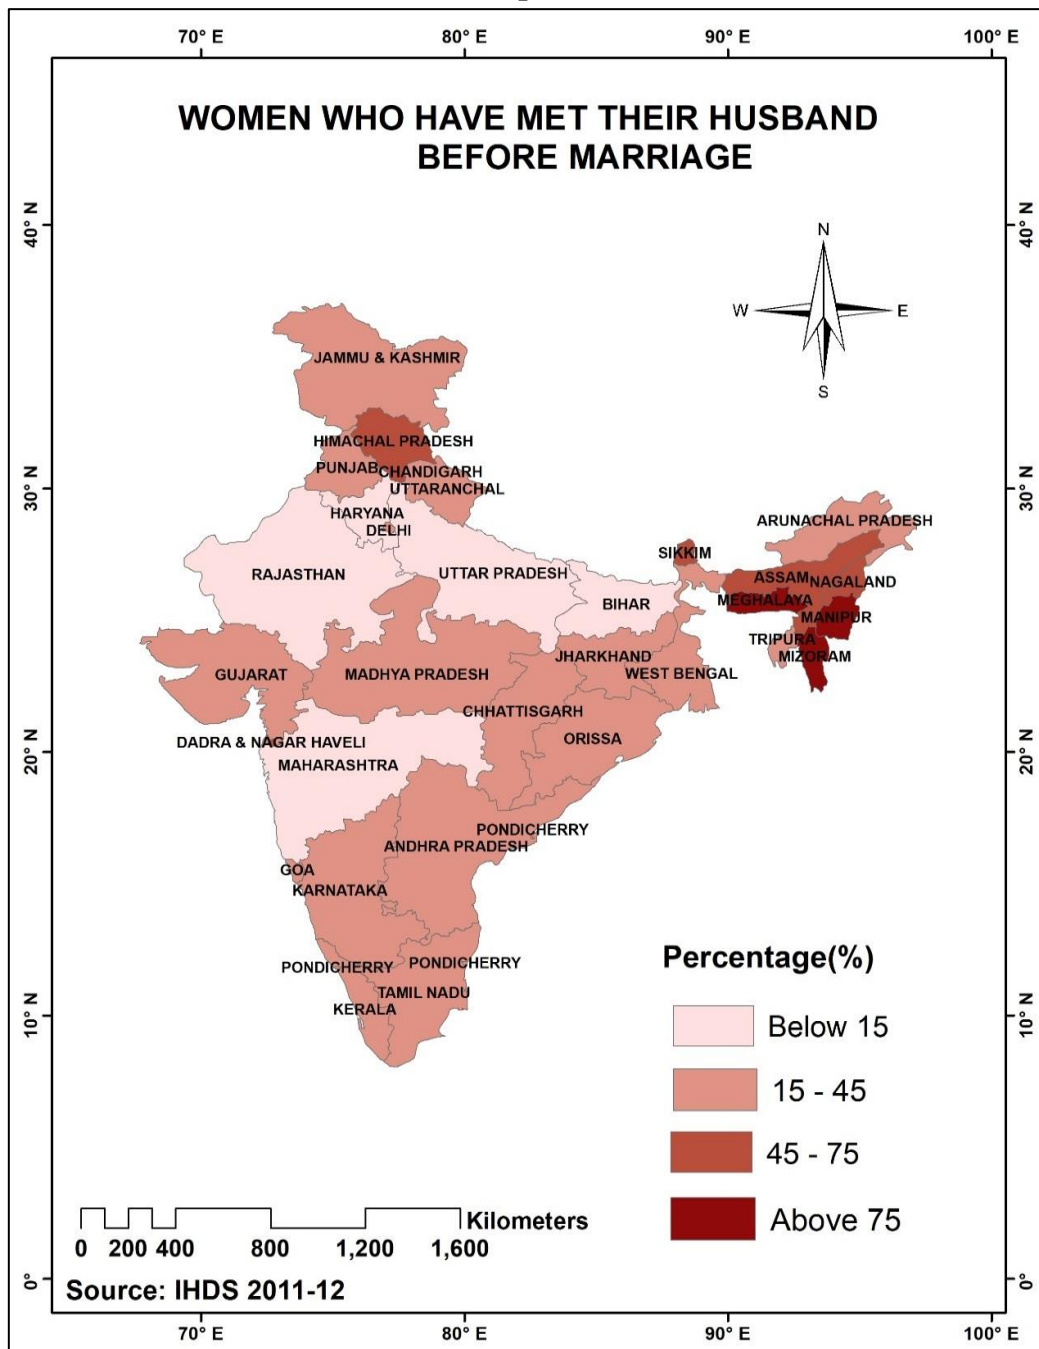 70° E 80° E 90° E 100° E
WOMEN WHO HAVE MET THEIR HUSBAND
BEFORE MARRIAGE
40° N 40° N
N
W E
S
JAMMU & KASHMIR
HIMACHAL PRADESH
PUNJAB CHANDIGARH
30° N UTTARANCHAL 30° N
HARYANA
DELHI
ARUNACHAL PRADESH
SIKKIM
RAJASTHAN UTTAR PRADESH ASSAM NAGALAND
BIHAR MEGHALAYA
MANIPUR
TRIPURA
JHARKHAND MIZORAM
GUJARAT MADHYA PRADESH WEST BENGAL
CHHATTISGARH
DADRA & NAGAR HAVELI ORISSA
20° N 20° N
MAHARASHTRA
PONDICHERRY
ANDHRA PRADESH
GOA
KARNATAKA
PONDICHERRY PONDICHERRY
TAMIL NADU
KERALA
10° N 10° N
Percentage(%)
Below 15
15 - 45
45 - 75
Above 75
Kilometers
0 200 400 800 1,200 1,600
0° 0°
Source: IHDS 2011-12
70° E 80° E 90° E 100° E